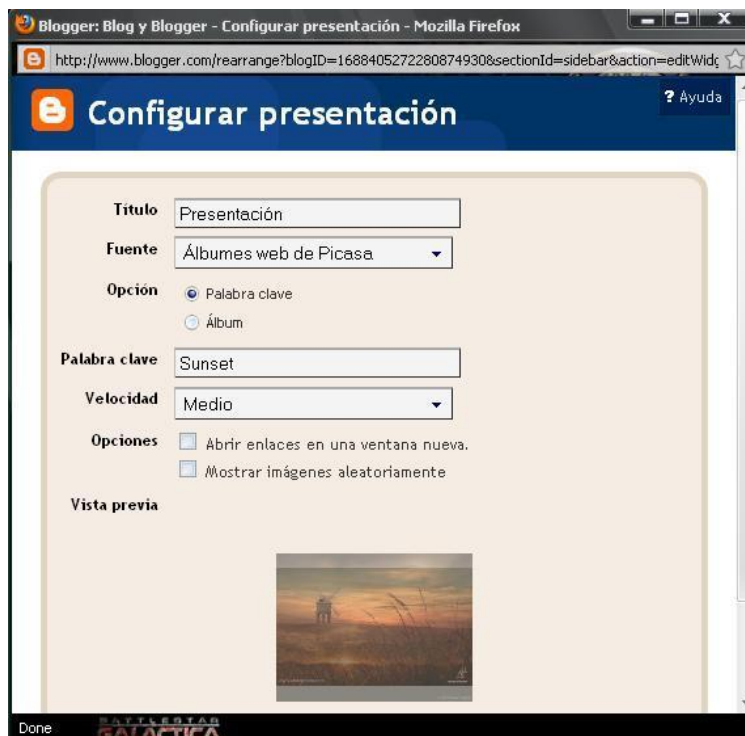 Blogger: Blog y Blogger - Configurar presentación - Mozilla Firefox
http://www.blogger.com/rearrange?blogID=1688405272280874930&sectionId=sidebar&action=editWidg
Configurar presentación
? Ayuda
Título Presentación
Fuente Álbumes web de Picasa
Opción Palabra clave
Álbum
Palabra clave Sunset
Velocidad Medio
Opciones Abrir enlaces en una ventana nueva.
Mostrar imágenes aleatoriamente
Vista previa
Done BATTLESTAR
GALACTICA